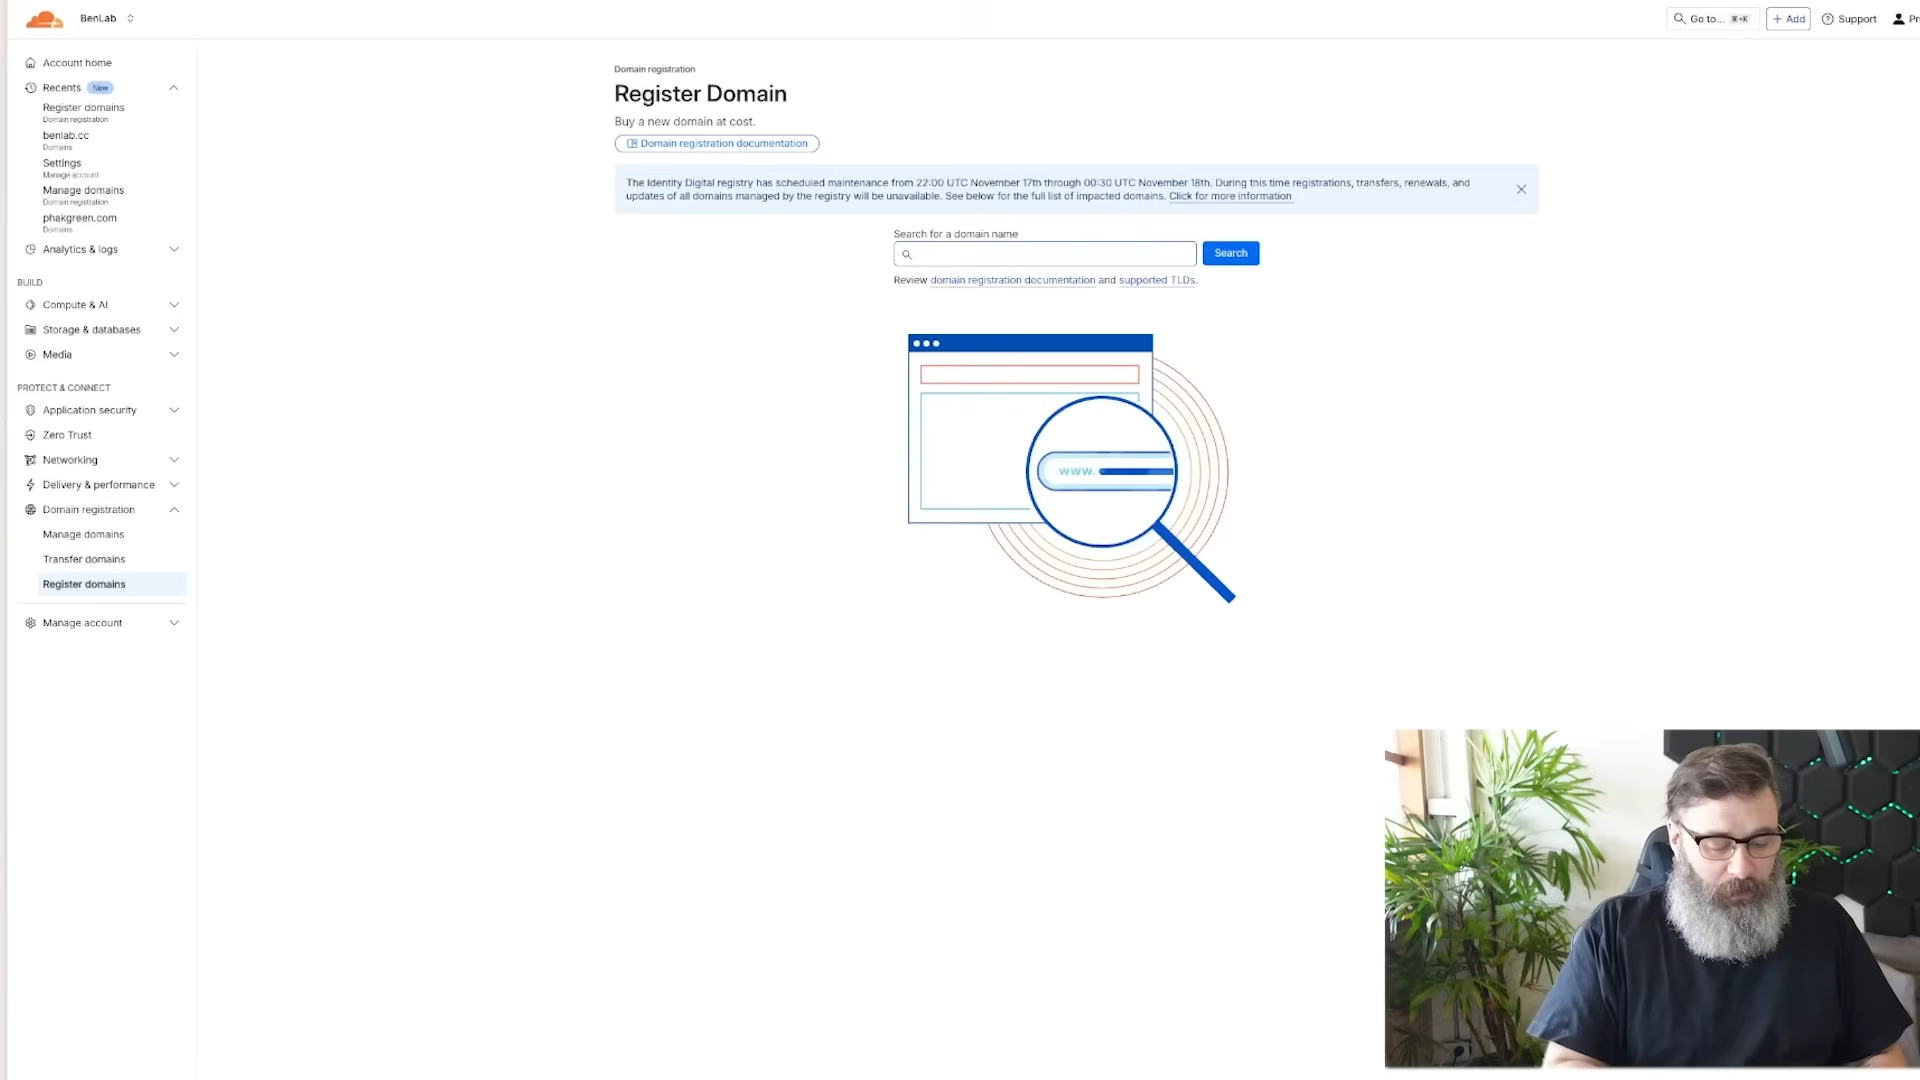 BenLab
Go to... ⌘+K
+ Add
Support
Account home
Recents New
Register domains
Domain registration
benlab.cc
Domains
Settings
Manage account
Manage domains
Domain registration
phakgreen.com
Domains
Analytics & logs
BUILD
Compute & AI
Storage & databases
Media
PROTECT & CONNECT
Application security
Zero Trust
Networking
Delivery & performance
Domain registration
Manage domains
Transfer domains
Register domains
Manage account
Domain registration
Register Domain
Buy a new domain at cost.
Domain registration documentation
The Identity Digital registry has scheduled maintenance from 22:00 UTC November 17th through 00:30 UTC November 18th. During this time registrations, transfers, renewals, and
updates of all domains managed by the registry will be unavailable. See below for the full list of impacted domains. Click for more information
Search for a domain name
Search
Review domain registration documentation and supported TLDs.
www.